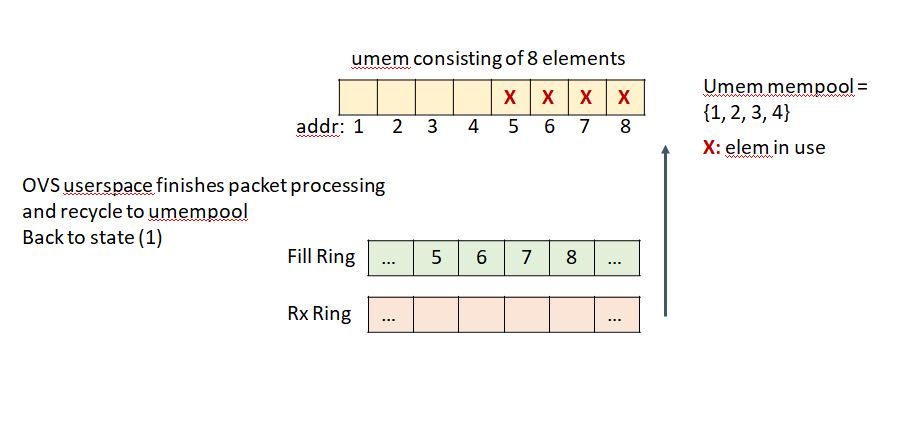 umem consisting of 8 elements
X X X X
addr: 1 2 3 4 5 6 7 8
Umem mempool =
{1, 2, 3, 4}
X: elem in use
OVS userspace finishes packet processing
and recycle to umempool
Back to state (1)
Fill Ring ... 5 6 7 8 ...
Rx Ring ... ...